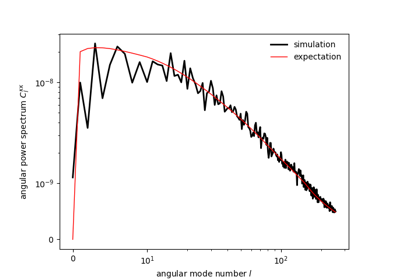 simulation
expectation
angular power spectrum $C_l^{\kappa\kappa}$
10⁻⁸
10⁻⁹
0
0 10¹ 10²
angular mode number l